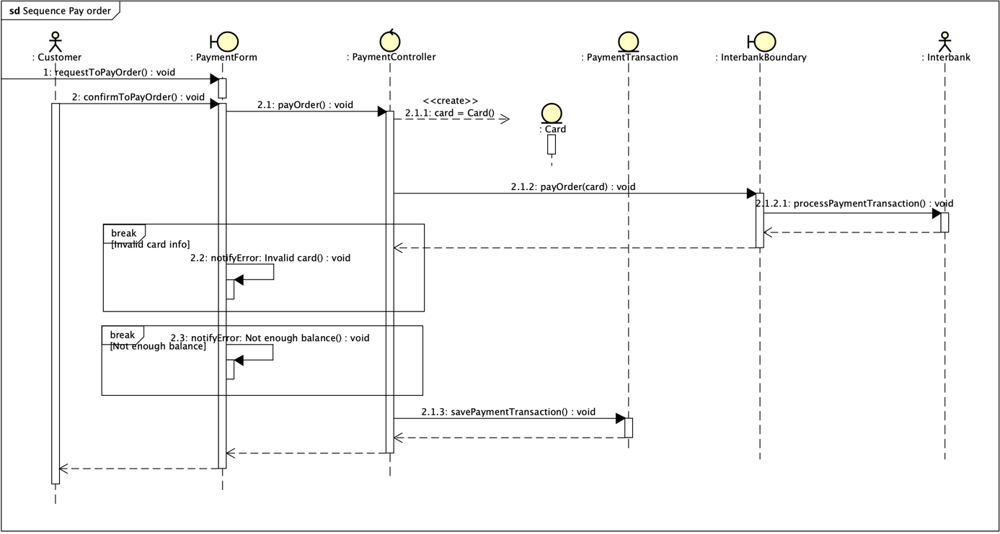 sd Sequence Pay order
: Customer
: PaymentForm
: PaymentController
: PaymentTransaction
: InterbankBoundary
: Interbank
1: requestToPayOrder() : void
2: confirmToPayOrder() : void
2.1: payOrder() : void
<<create>>
2.1.1: card = Card()
: Card
2.1.2: payOrder(card) : void
2.1.2.1: processPaymentTransaction() : void
break
[Invalid card info]
2.2: notifyError: Invalid card() : void
break
2.3: notifyError: Not enough balance() : void
[Not enough balance]
2.1.3: savePaymentTransaction() : void